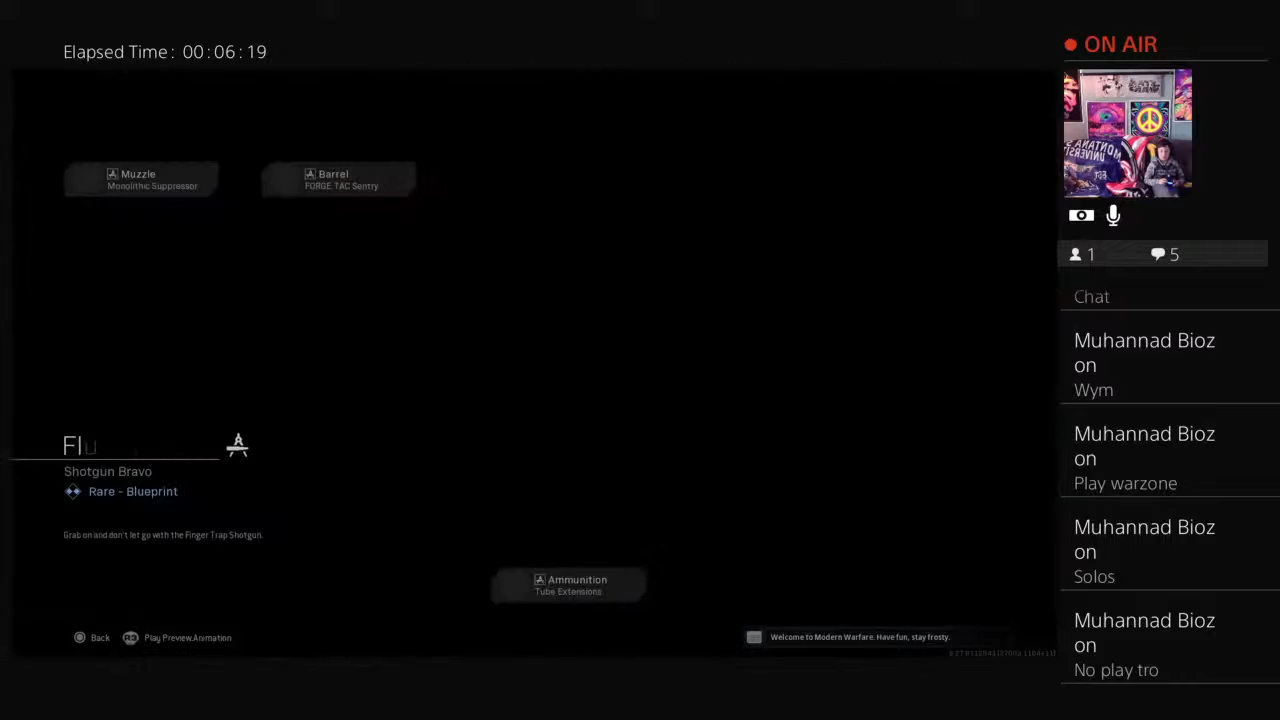 Elapsed Time: 00:06:19
ON AIR
Muzzle
Monolithic Suppressor
Barrel
FORGE TAC Sentry
1
5
Chat
Muhannad Bioz
on
Wym
Muhannad Bioz
on
Play warzone
Muhannad Bioz
on
Solos
Muhannad Bioz
on
No play tro
Flu
Shotgun Bravo
Rare - Blueprint
Grab on and don't let go with the Finger Trap Shotgun.
Ammunition
Tube Extensions
Back
R3 Play Preview Animation
Welcome to Modern Warfare. Have fun, stay frosty.